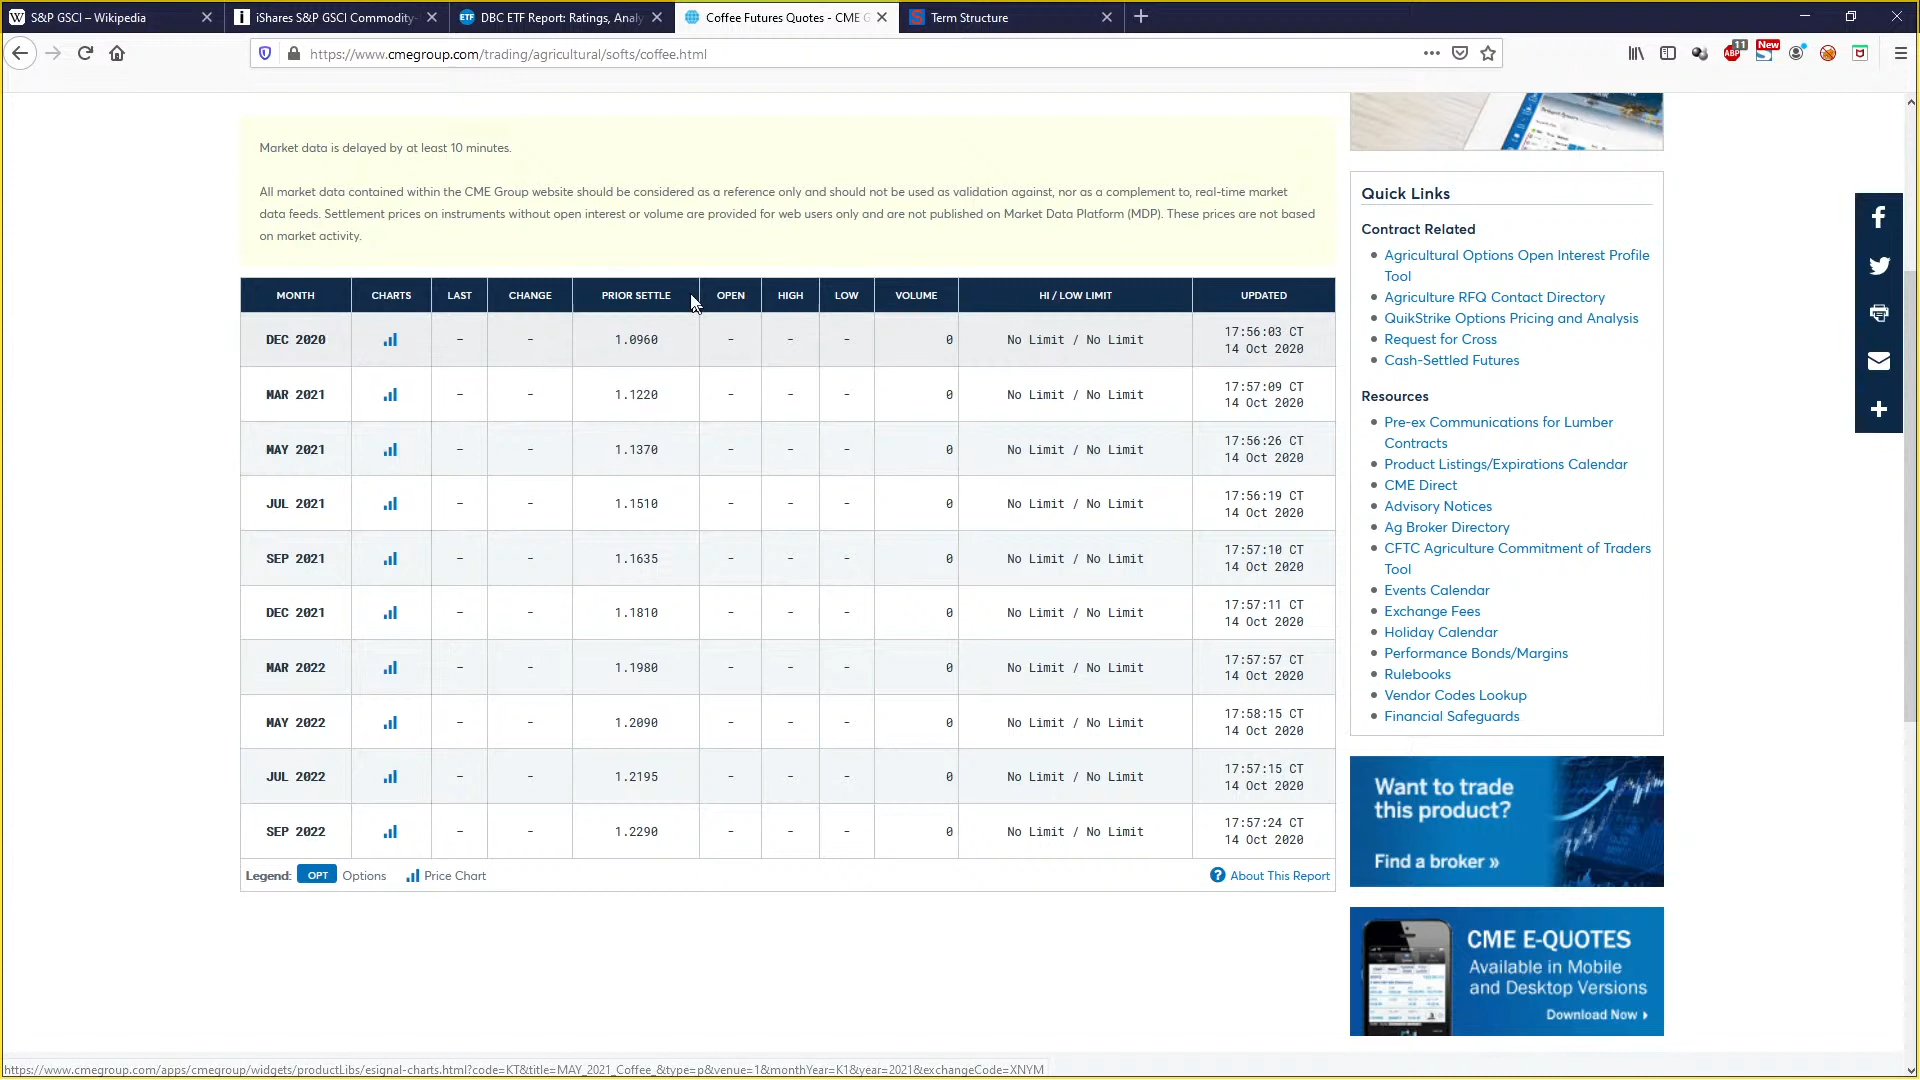 S&P GSCI – Wikipedia
iShares S&P GSCI Commodity-
DBC ETF Report: Ratings, Analy
Coffee Futures Quotes - CME G
Term Structure
https://www.cmegroup.com/trading/agricultural/softs/coffee.html
ABP
11
New
Market data is delayed by at least 10 minutes.
All market data contained within the CME Group website should be considered as a reference only and should not be used as validation against, nor as a complement to, real-time market
data feeds. Settlement prices on instruments without open interest or volume are provided for web users only and are not published on Market Data Platform (MDP). These prices are not based
on market activity.
MONTH CHARTS LAST CHANGE PRIOR SETTLE OPEN HIGH LOW VOLUME HI / LOW LIMIT UPDATED
DEC 2020 - - 1.0960 - - - 0 No Limit / No Limit 17:56:03 CT
14 Oct 2020
MAR 2021 - - 1.1220 - - - 0 No Limit / No Limit 17:57:09 CT
14 Oct 2020
MAY 2021 - - 1.1370 - - - 0 No Limit / No Limit 17:56:26 CT
14 Oct 2020
JUL 2021 - - 1.1510 - - - 0 No Limit / No Limit 17:56:19 CT
14 Oct 2020
SEP 2021 - - 1.1635 - - - 0 No Limit / No Limit 17:57:10 CT
14 Oct 2020
DEC 2021 - - 1.1810 - - - 0 No Limit / No Limit 17:57:11 CT
14 Oct 2020
MAR 2022 - - 1.1980 - - - 0 No Limit / No Limit 17:57:57 CT
14 Oct 2020
MAY 2022 - - 1.2090 - - - 0 No Limit / No Limit 17:58:15 CT
14 Oct 2020
JUL 2022 - - 1.2195 - - - 0 No Limit / No Limit 17:57:15 CT
14 Oct 2020
SEP 2022 - - 1.2290 - - - 0 No Limit / No Limit 17:57:24 CT
14 Oct 2020
Legend: OPT Options Price Chart ? About This Report
Quick Links
Contract Related
Agricultural Options Open Interest Profile
Tool
Agriculture RFQ Contact Directory
QuikStrike Options Pricing and Analysis
Request for Cross
Cash-Settled Futures
Resources
Pre-ex Communications for Lumber
Contracts
Product Listings/Expirations Calendar
CME Direct
Advisory Notices
Ag Broker Directory
CFTC Agriculture Commitment of Traders
Tool
Events Calendar
Exchange Fees
Holiday Calendar
Performance Bonds/Margins
Rulebooks
Vendor Codes Lookup
Financial Safeguards
Want to trade
this product?
Find a broker »
CME E-QUOTES
Available in Mobile
and Desktop Versions
Download Now
https://www.cmegroup.com/apps/cmegroup/widgets/productLibs/esignal-charts.html?code=KT&title=MAY_2021_Coffee_&type=p&venue=1&monthYear=K1&year=2021&exchangeCode=XNYM